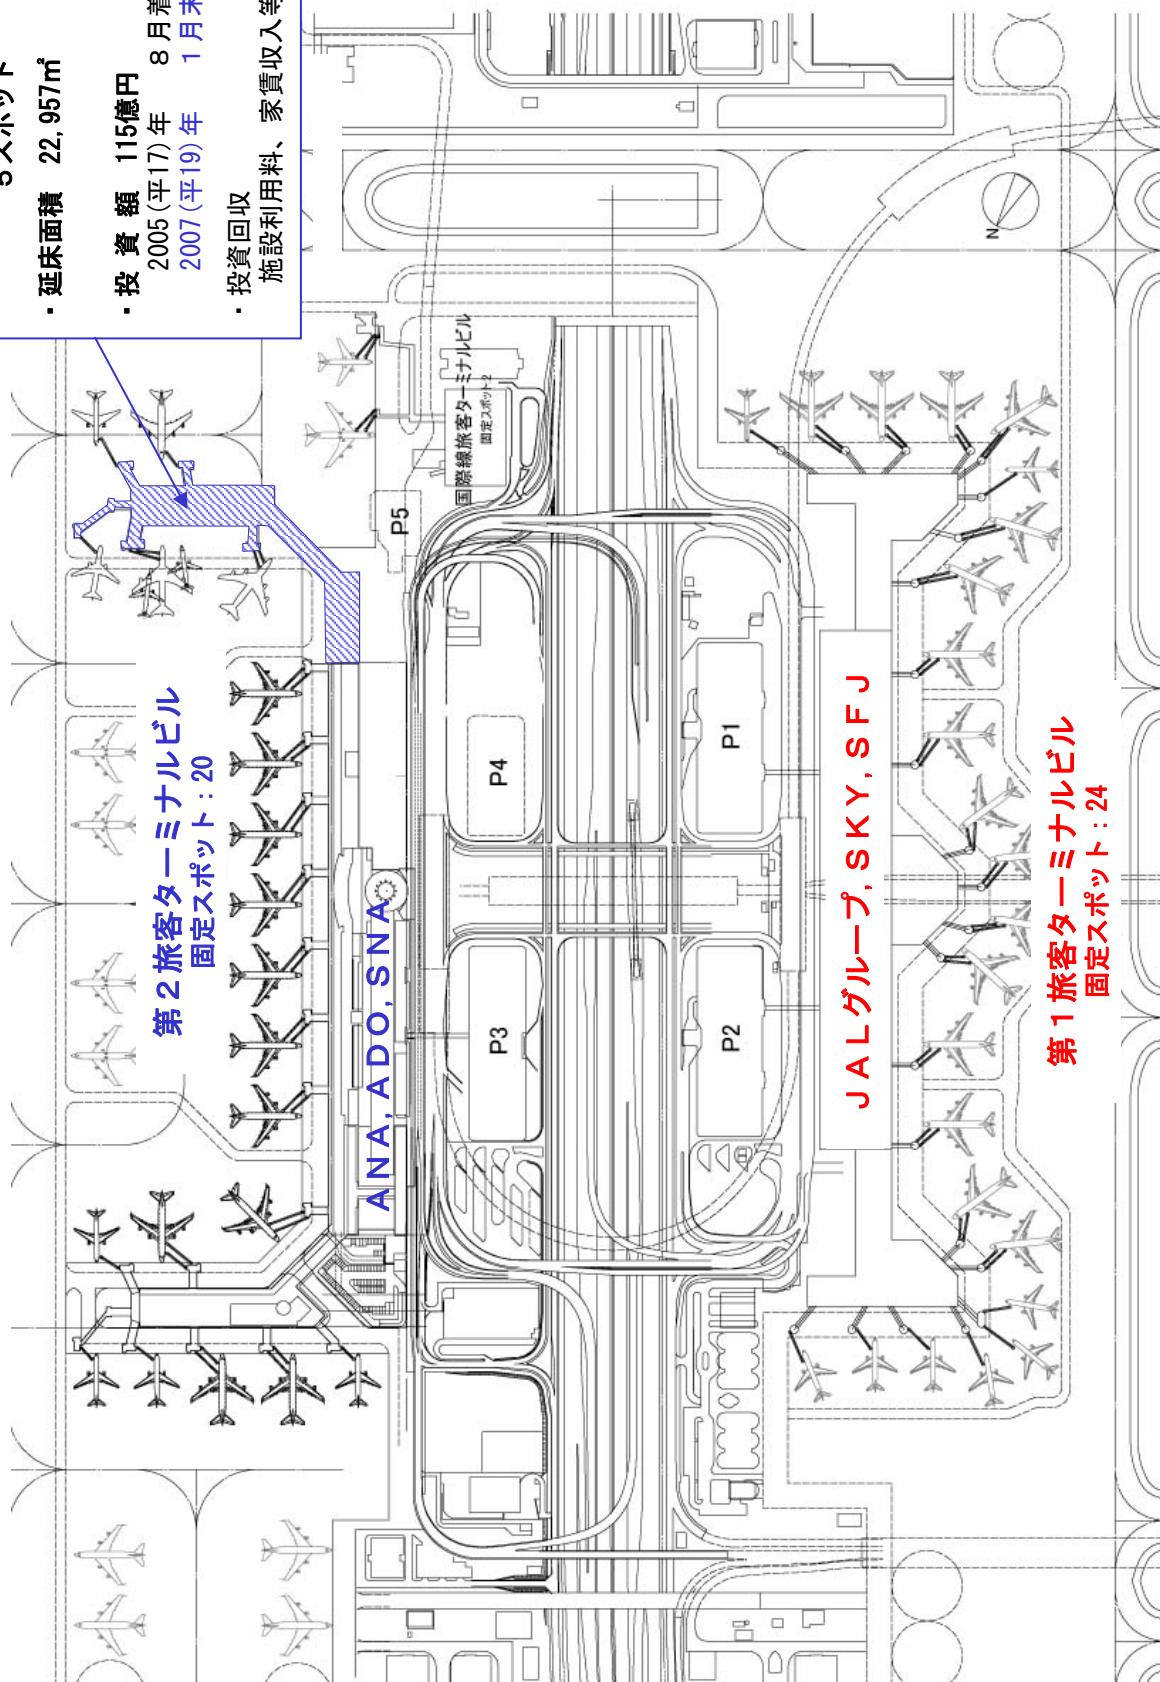 5スポット
・延床面積 22,957㎡
・投 資 額 115億円
2005(平17)年 8月着
2007(平19)年 1月末
・投資回収
施設利用料、家賃収入等
国際線旅客ターミナルビル
固定スポット:2
P5
第2旅客ターミナルビル
固定スポット:20
ANA,ADO,SNA
P4
P3
P1
P2
JALグループ,SKY,SFJ
第1旅客ターミナルビル
固定スポット:24
N
H